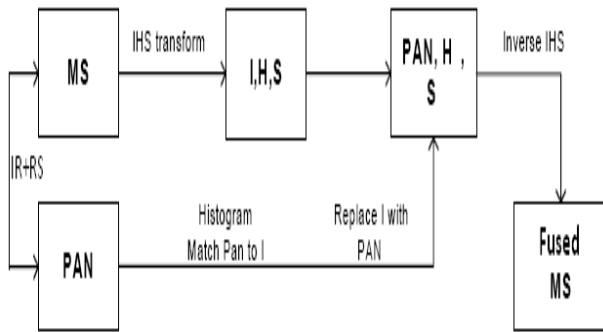 IHS transform
Inverse IHS
MS
I,H,S
PAN, H ,
S
IR+RS
PAN
Histogram
Match Pan to I
Replace I with
PAN
Fused
MS